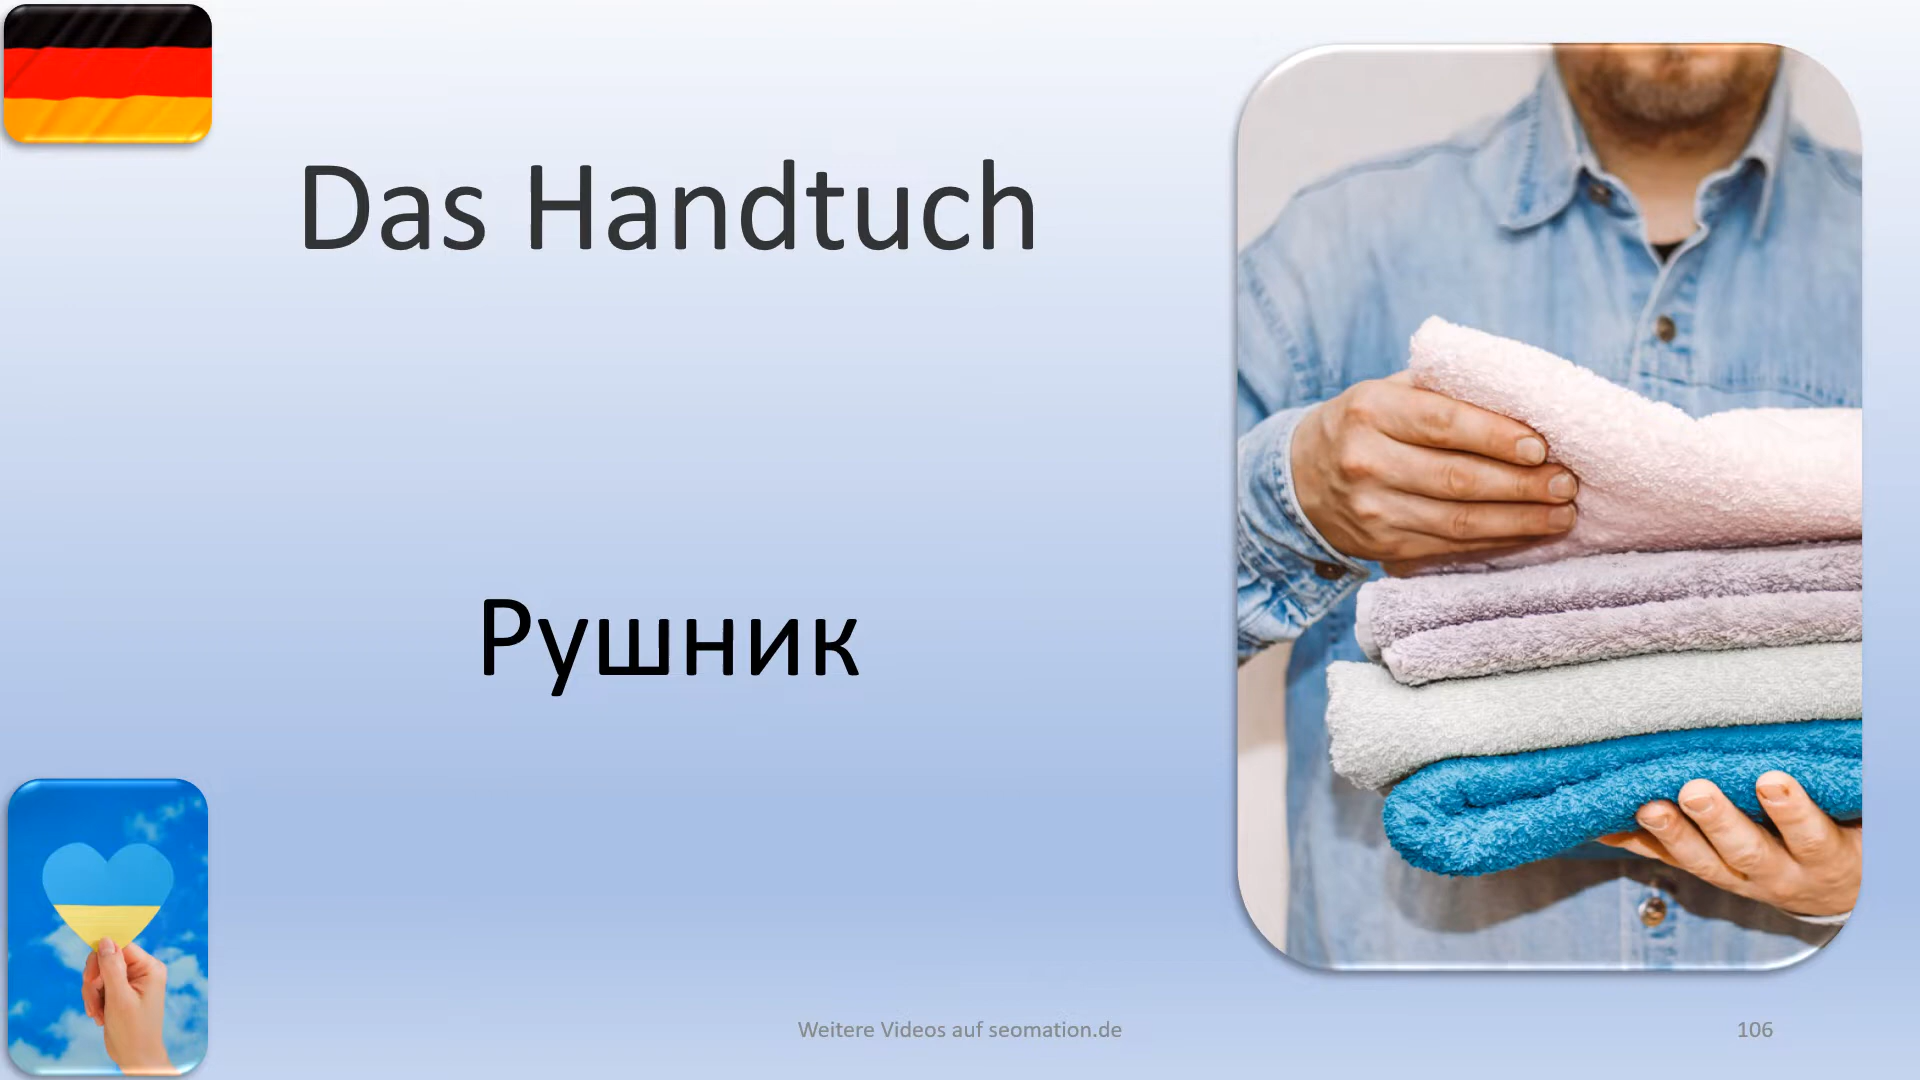 Das Handtuch
Рушник
Weitere Videos auf seomation.de
106